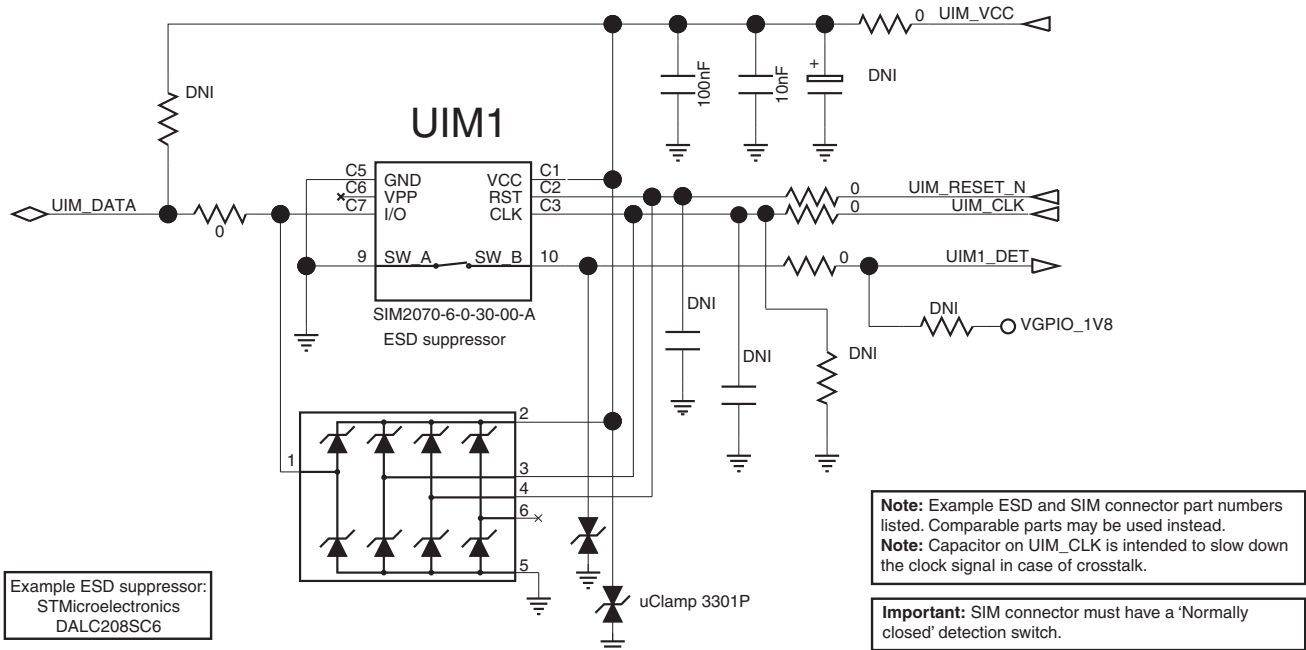 0 UIM_VCC
DNI
100nF
10nF
+
DNI
UIM1
C5 GND VCC C1
C6 VPP RST C2
C7 I/O CLK C3
UIM_DATA
0
0 UIM_RESET_N
0 UIM_CLK
9 SW_A SW_B 10
0 UIM1_DET
SIM2070-6-0-30-00-A
ESD suppressor
DNI
DNI
VGPIO_1V8
DNI
DNI
1
2
3
4
6
5
uClamp 3301P
Example ESD suppressor:
STMicroelectronics
DALC208SC6
Note: Example ESD and SIM connector part numbers
listed. Comparable parts may be used instead.
Note: Capacitor on UIM_CLK is intended to slow down
the clock signal in case of crosstalk.
Important: SIM connector must have a ‘Normally
closed’ detection switch.